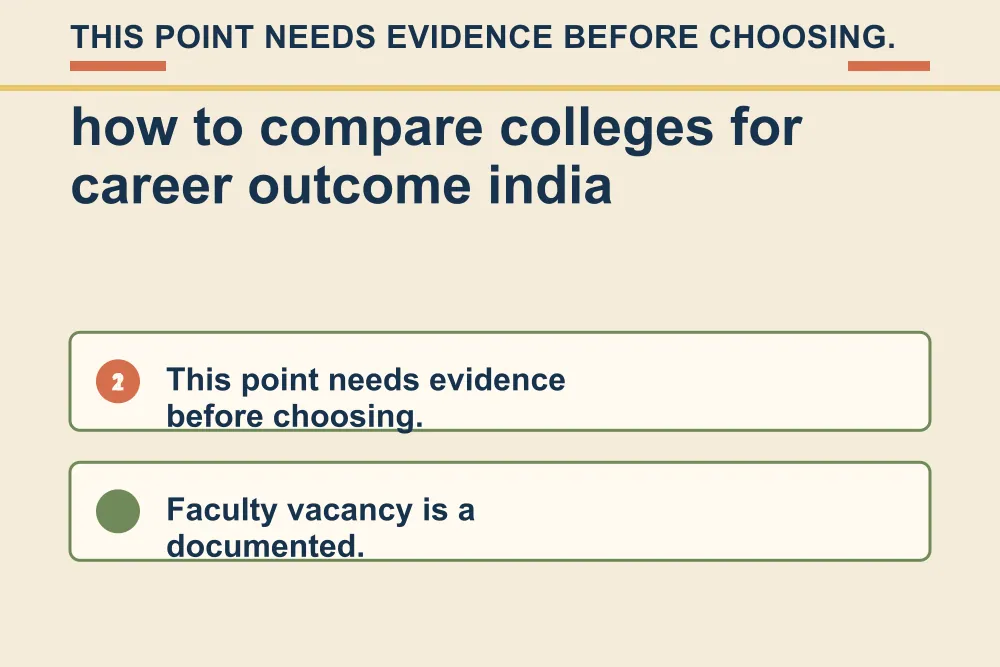 THIS POINT NEEDS EVIDENCE BEFORE CHOOSING.
how to compare colleges for
career outcome india
2 This point needs evidence
before choosing.
Faculty vacancy is a
documented.